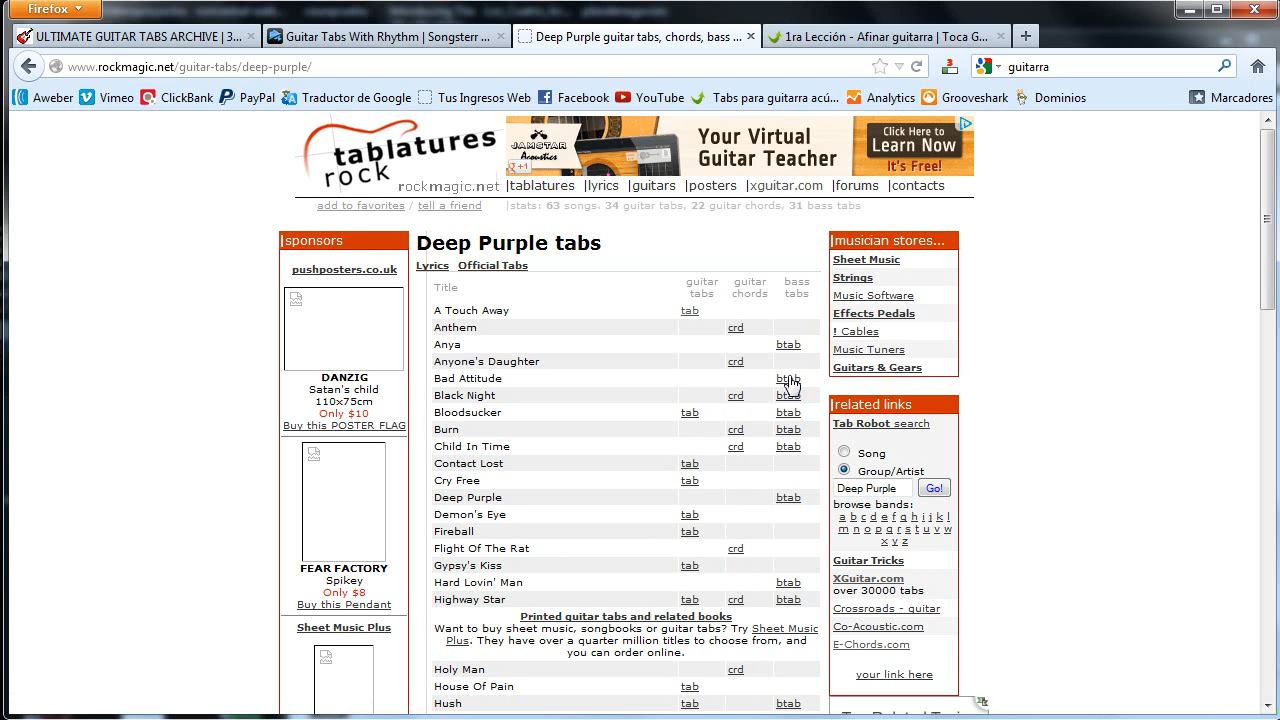 Firefox
ULTIMATE GUITAR TABS ARCHIVE | 3...
Guitar Tabs With Rhythm | Songsterr ...
Deep Purple guitar tabs, chords, bass ...
1ra Lección - Afinar guitarra | Toca G...
www.rockmagic.net/guitar-tabs/deep-purple/
3
guitarra
Aweber
Vimeo
ClickBank
PayPal
Traductor de Google
Tus Ingresos Web
Facebook
YouTube
Tabs para guitarra acú...
Analytics
Grooveshark
Dominios
Marcadores
tablatures
rock
rockmagic.net
JAMSTAR
Acoustics
+1
Your Virtual
Guitar Teacher
Click Here to
Learn Now
It's Free!
|tablatures |lyrics |guitars |posters |xguitar.com |forums |contacts
add to favorites / tell a friend
|stats: 63 songs. 34 guitar tabs, 22 guitar chords, 31 bass tabs
|sponsors
pushposters.co.uk
DANZIG
Satan's child
110x75cm
Only $10
Buy this POSTER FLAG
FEAR FACTORY
Spikey
Only $8
Buy this Pendant
Sheet Music Plus
Deep Purple tabs
Lyrics Official Tabs
Title guitar tabs guitar chords bass tabs
A Touch Away tab
Anthem crd
Anya btab
Anyone's Daughter crd
Bad Attitude btab
Black Night crd btab
Bloodsucker tab btab
Burn crd btab
Child In Time crd btab
Contact Lost tab
Cry Free tab
Deep Purple btab
Demon's Eye tab
Fireball tab
Flight Of The Rat crd
Gypsy's Kiss tab
Hard Lovin' Man btab
Highway Star tab crd btab
Printed guitar tabs and related books
Want to buy sheet music, songbooks or guitar tabs? Try Sheet Music
Plus. They have over a quarter million titles to choose from, and
you can order online.
Holy Man crd
House Of Pain tab
Hush tab btab
|musician stores...
Sheet Music
Strings
Music Software
Effects Pedals
! Cables
Music Tuners
Guitars & Gears
|related links
Tab Robot search
Song
Group/Artist
Deep Purple Go!
browse bands:
a b c d e f g h i j k l
m n o p q r s t u v w
x y z
Guitar Tricks
XGuitar.com
over 30000 tabs
Crossroads - guitar
Co-Acoustic.com
E-Chords.com
your link here